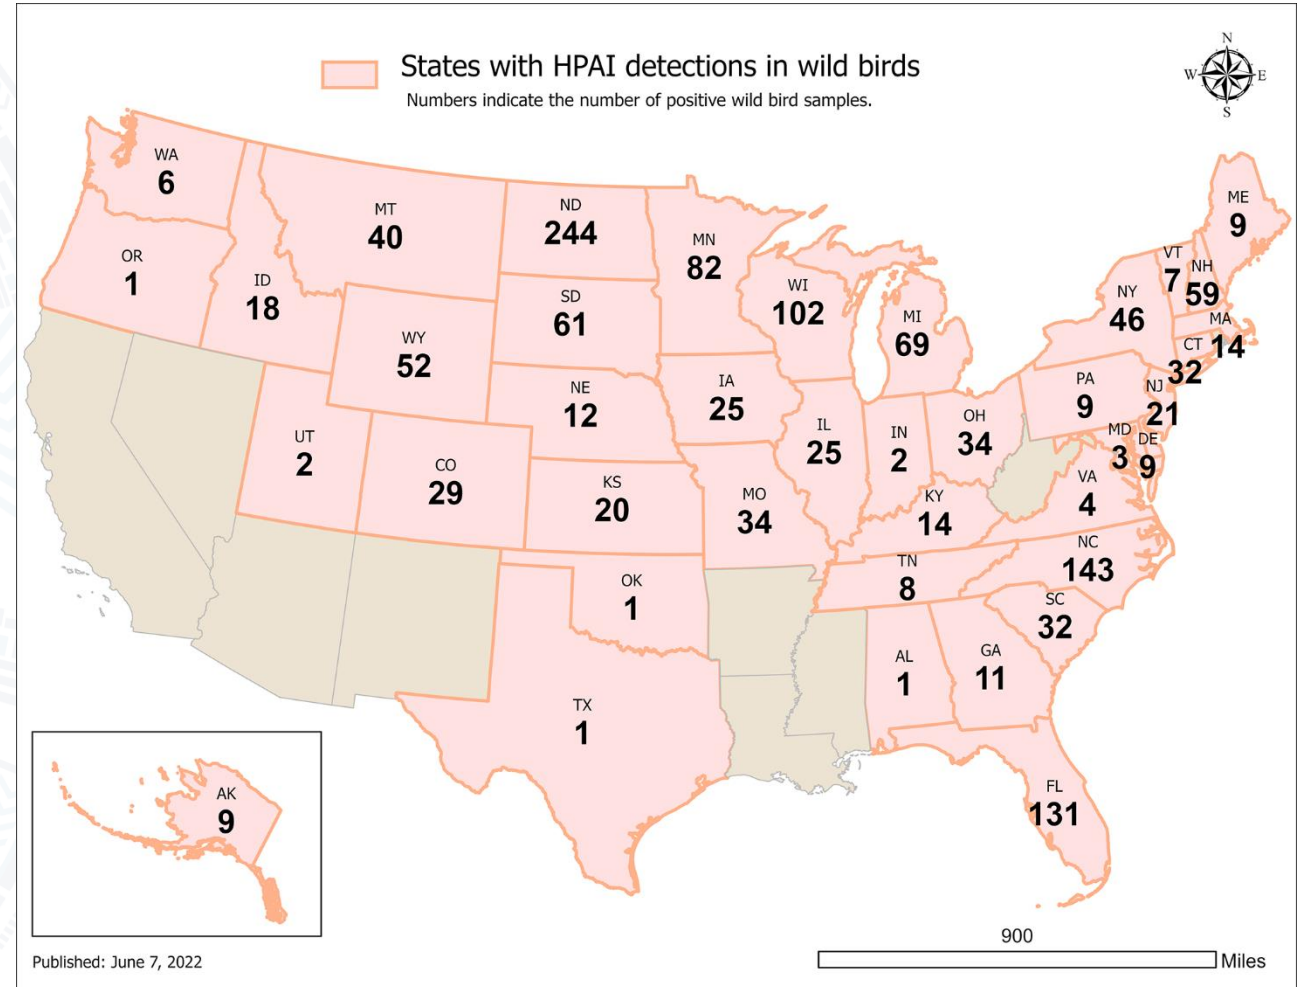 States with HPAI detections in wild birds
Numbers indicate the number of positive wild bird samples.
N
W
E
S
WA
6
OR
1
ID
18
MT
40
WY
52
ND
244
SD
61
NE
12
MN
82
WI
102
MI
69
IA
25
IL
25
IN
2
OH
34
UT
2
CO
29
KS
20
MO
34
KY
14
TN
8
OK
1
TX
1
AL
1
GA
11
SC
32
NC
143
VA
4
FL
131
PA
9
NY
46
VT
7
NH
59
ME
9
MA
14
CT
32
NJ
21
MD
3
DE
9
AK
9
Published: June 7, 2022
900
Miles